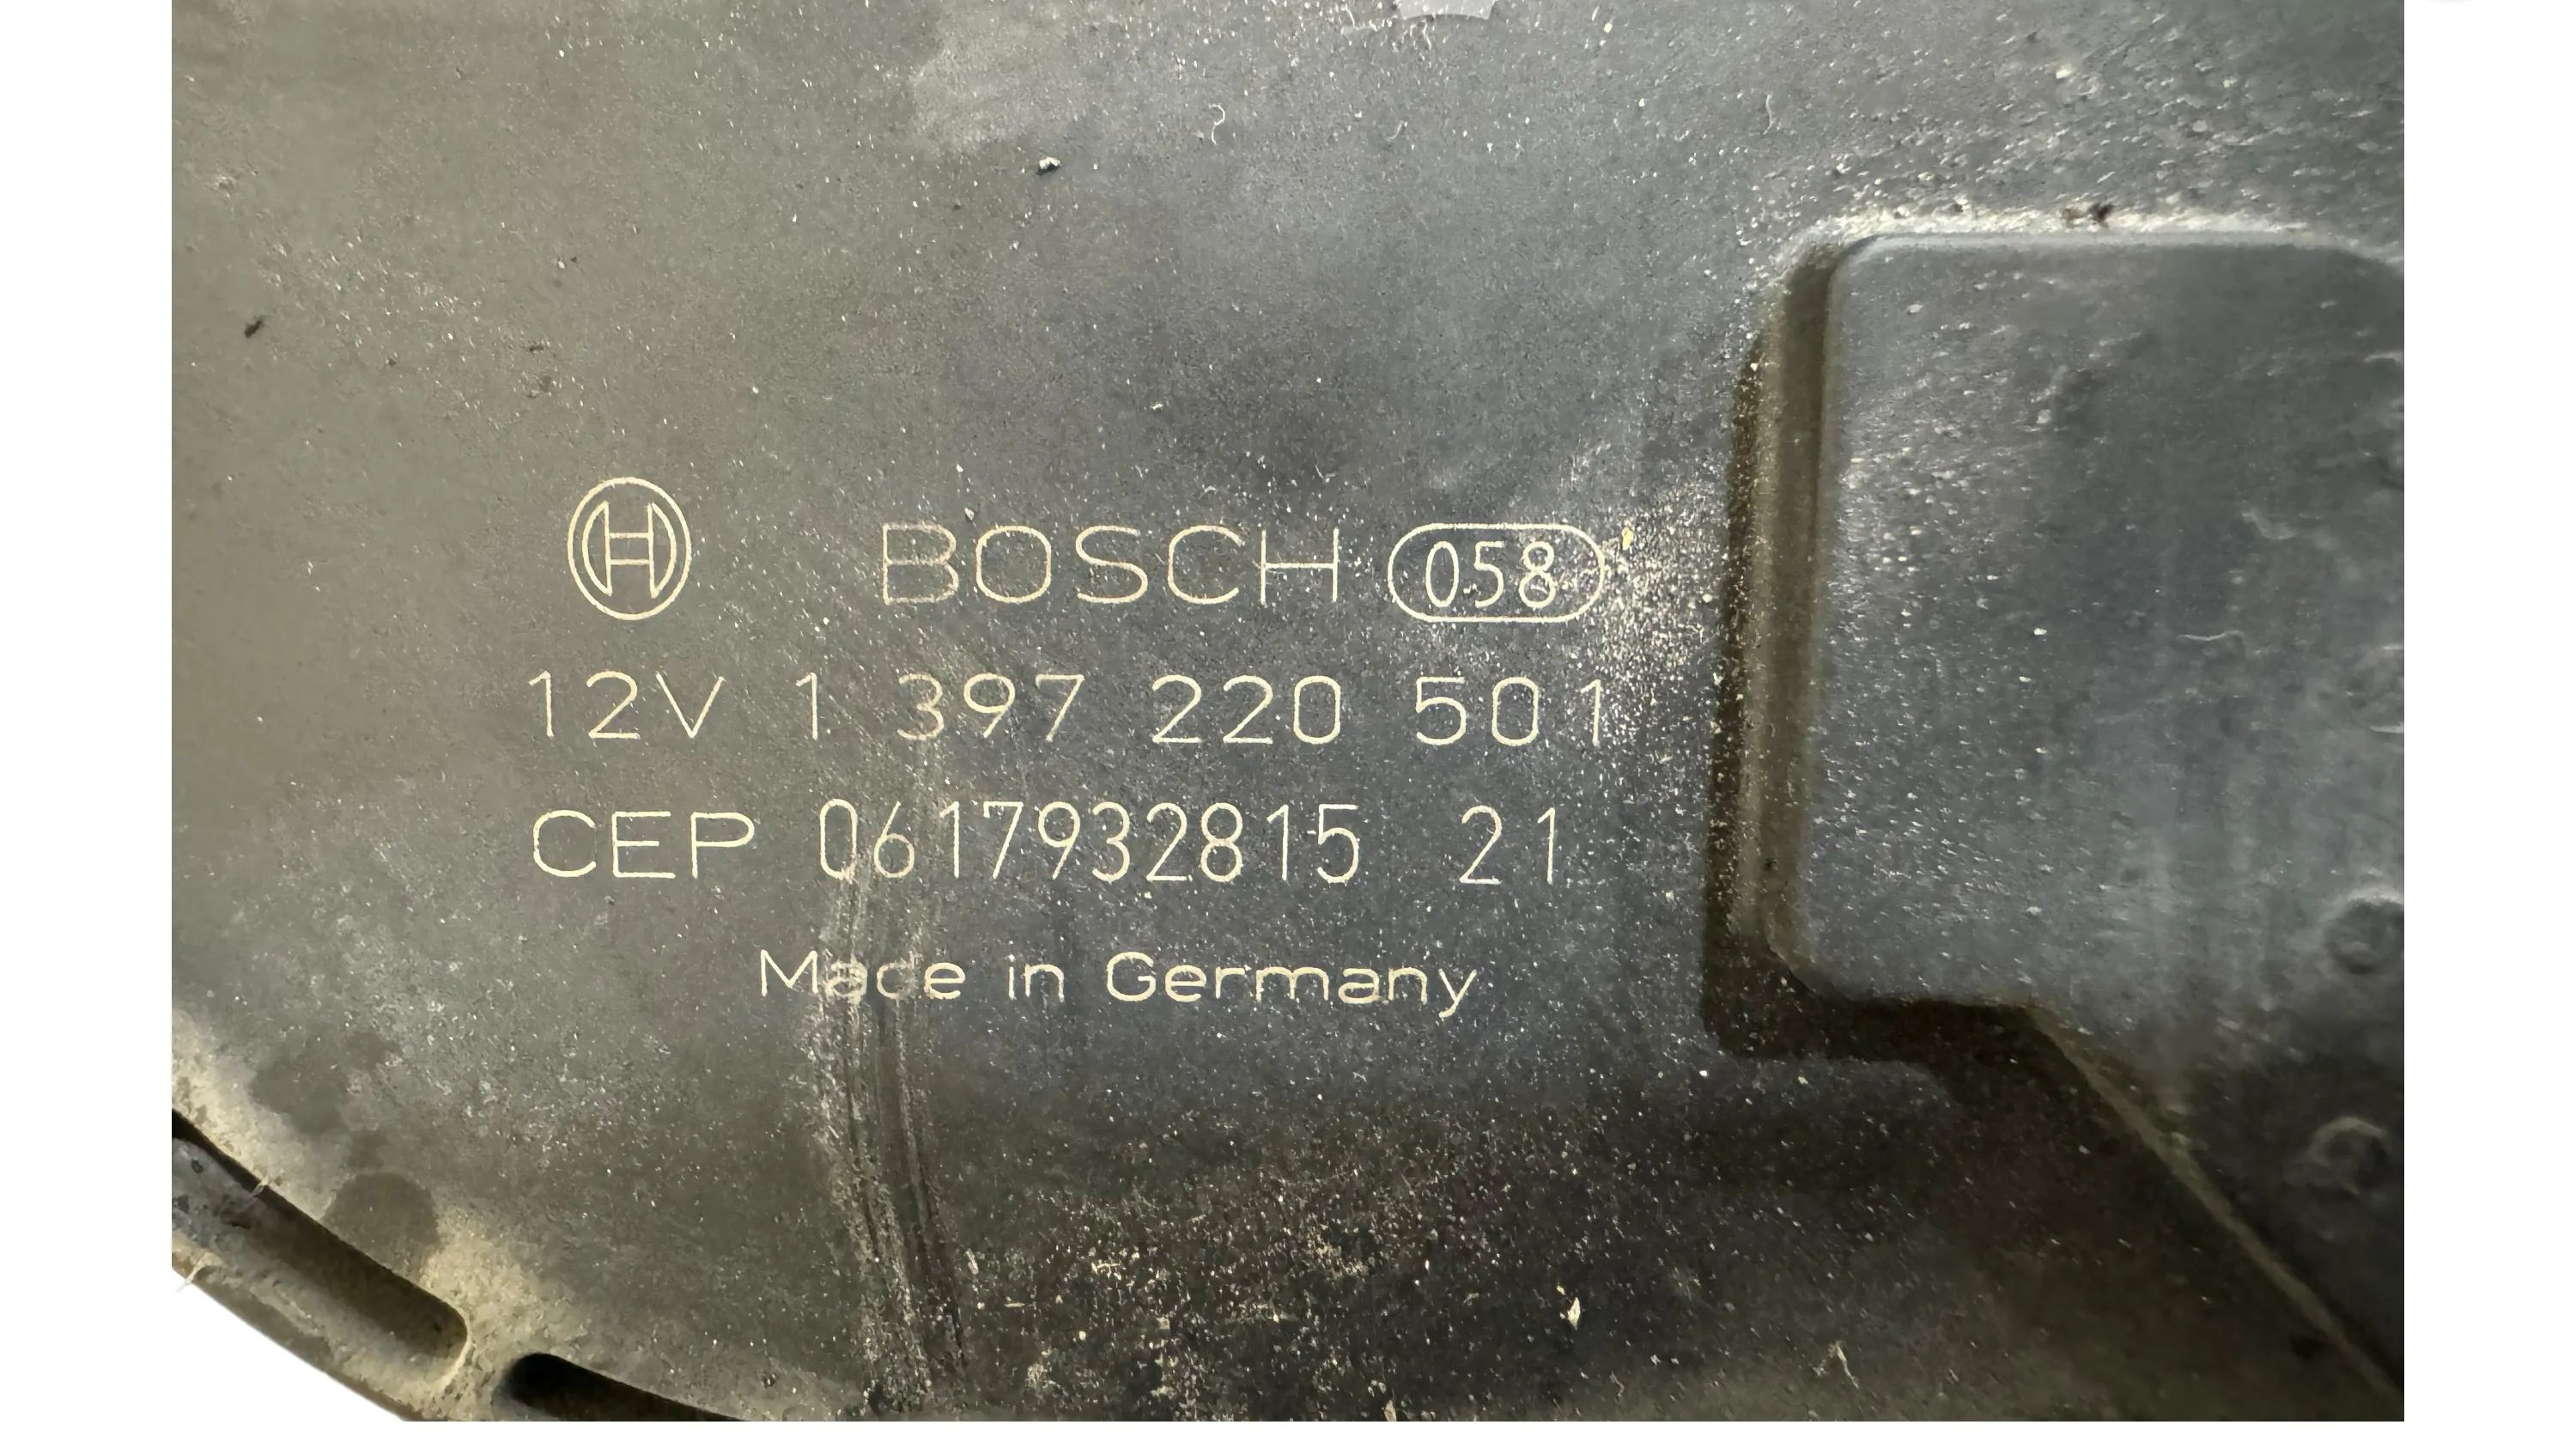 BOSCH 058
12V 1 397 220 501
CEP 0617932815 21
Made in Germany